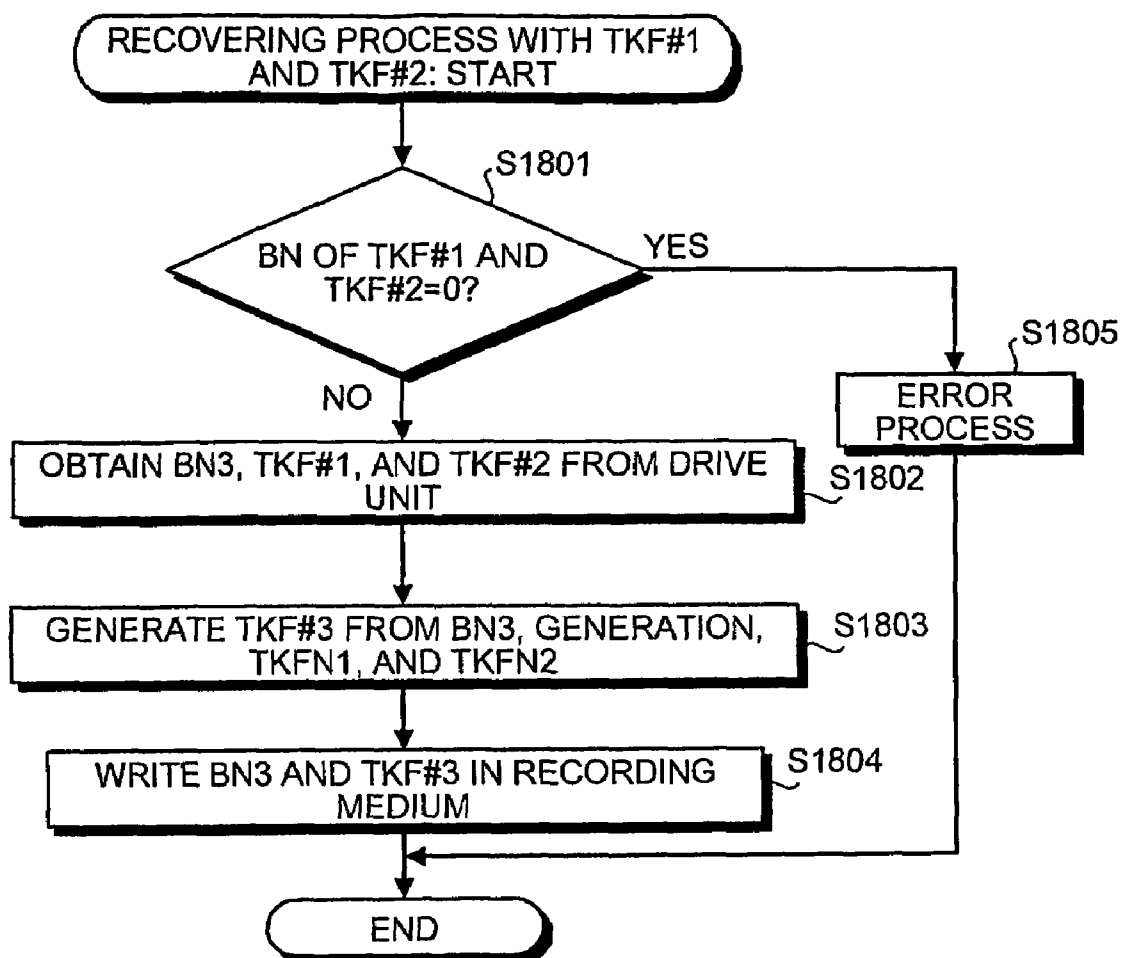 RECOVERING PROCESS WITH TKF#1
AND TKF#2: START
S1801
BN OF TKF#1 AND
TKF#2=0?
YES
NO
S1805
ERROR
PROCESS
OBTAIN BN3, TKF#1, AND TKF#2 FROM DRIVE
UNIT
S1802
GENERATE TKF#3 FROM BN3, GENERATION,
TKFN1, AND TKFN2
S1803
WRITE BN3 AND TKF#3 IN RECORDING
MEDIUM
S1804
END